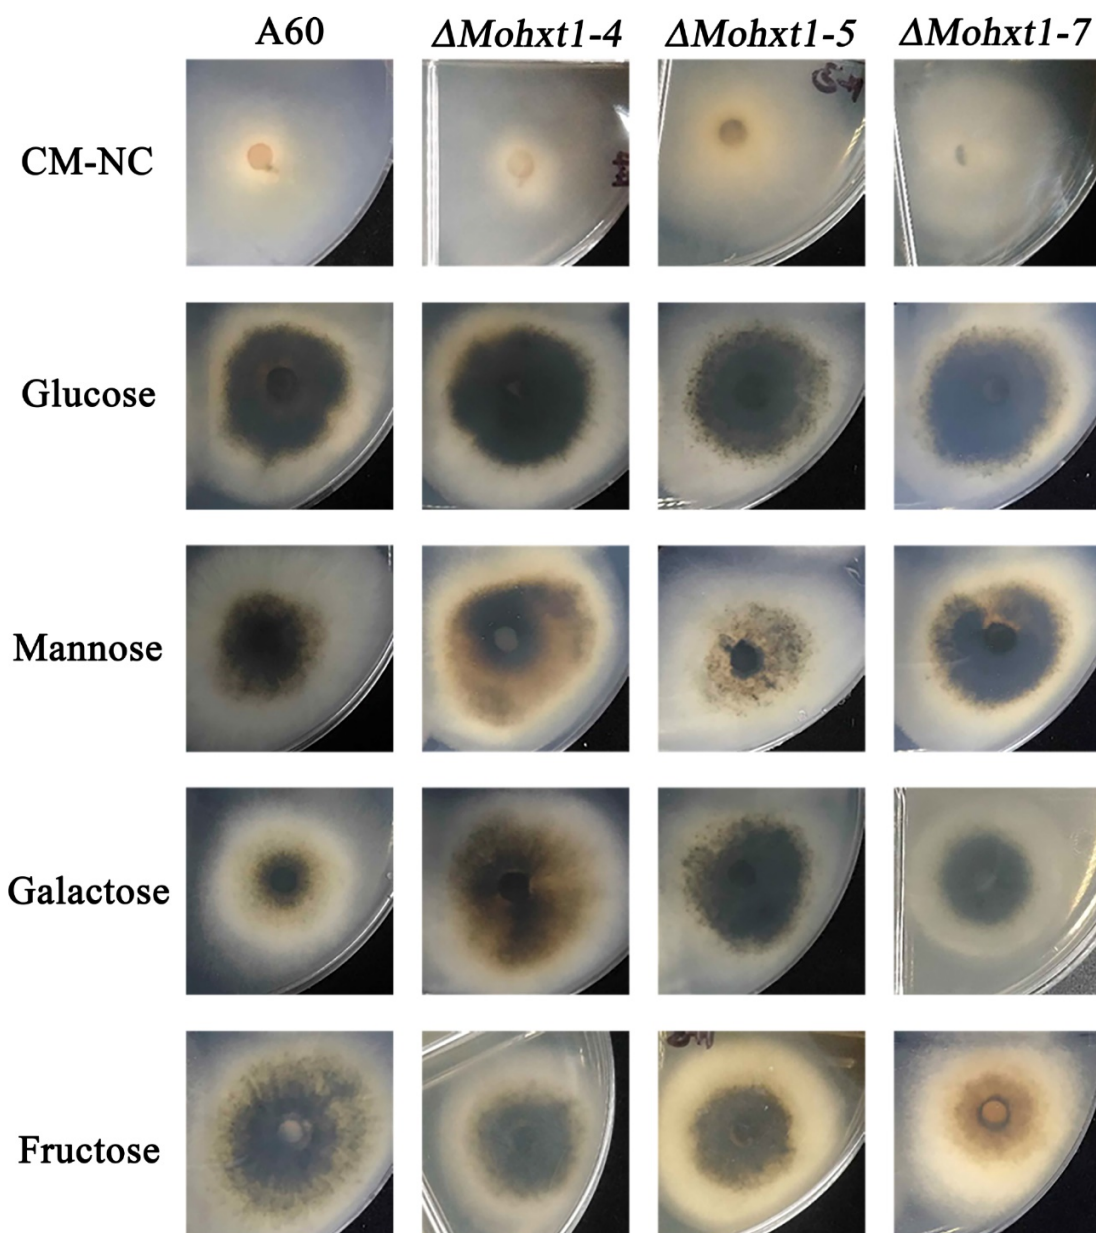 A60 ΔMohxt1-4 ΔMohxt1-5 ΔMohxt1-7
CM-NC
Glucose
Mannose
Galactose
Fructose